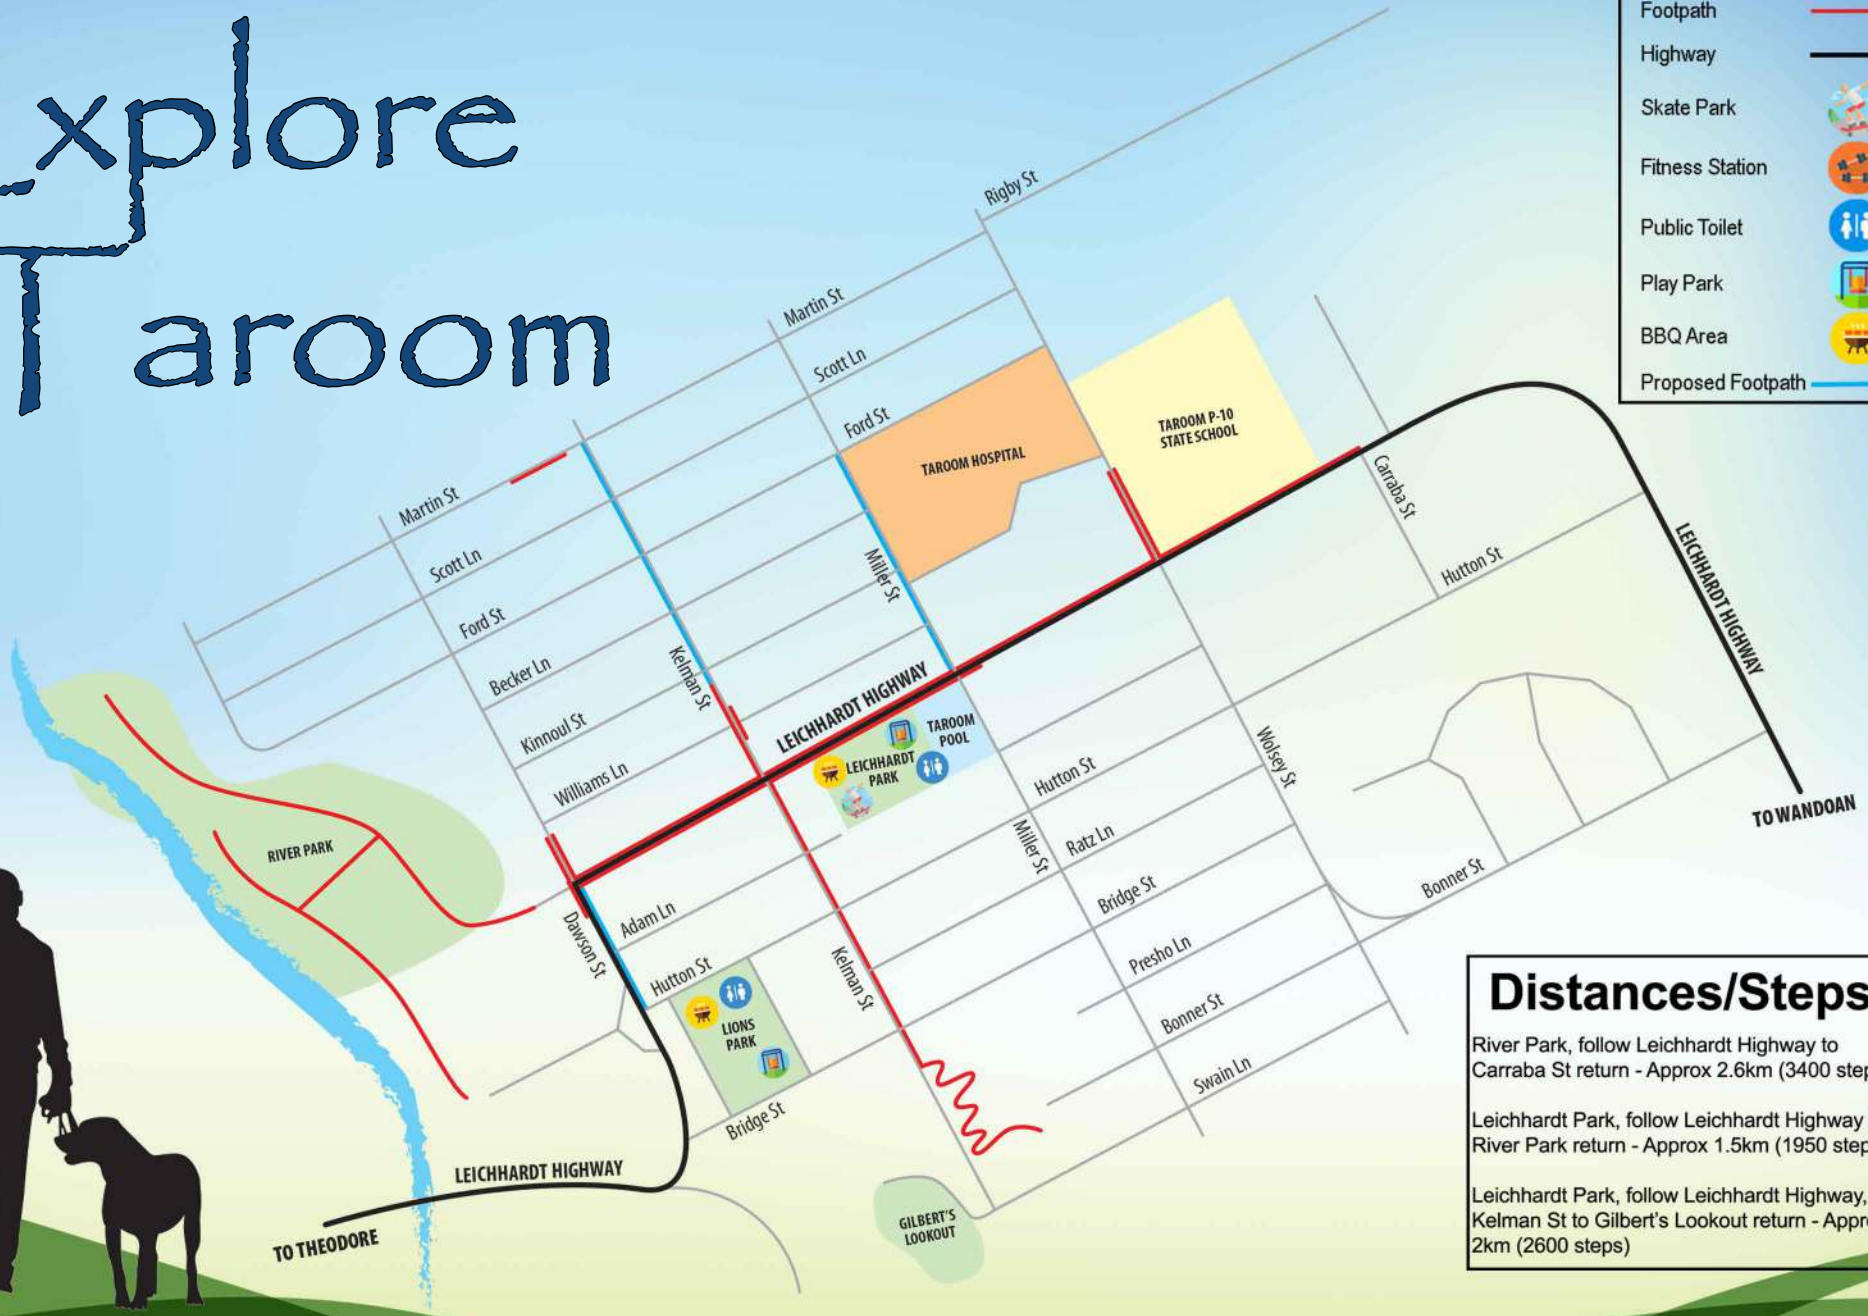 xplore
Taroom
Footpath
Highway
Skate Park
Fitness Station
Public Toilet
Play Park
BBQ Area
Proposed Footpath
Rigby St
Martin St
Scott Ln
Ford St
TAROOM HOSPITAL
TAROOM P-10
STATE SCHOOL
Carraba St
Hutton St
LEICHHARDT HIGHWAY
TO WANDOAN
Martin St
Scott Ln
Ford St
Becker Ln
Kinnoul St
Williams Ln
Kelman St
Miller St
LEICHHARDT HIGHWAY
TAROOM
POOL
LEICHHARDT
PARK
Wolsey St
Hutton St
Miller St
Ratz Ln
Bridge St
Presho Ln
Bonner St
Swain Ln
Bonner St
RIVER PARK
Dawson St
Adam Ln
Hutton St
Kelman St
LIONS
PARK
Bridge St
LEICHHARDT HIGHWAY
TO THEODORE
GILBERT'S
LOOKOUT
Distances/Steps
River Park, follow Leichhardt Highway to
Carraba St return - Approx 2.6km (3400 step
Leichhardt Park, follow Leichhardt Highway
River Park return - Approx 1.5km (1950 step
Leichhardt Park, follow Leichhardt Highway,
Kelman St to Gilbert's Lookout return - Appr
2km (2600 steps)